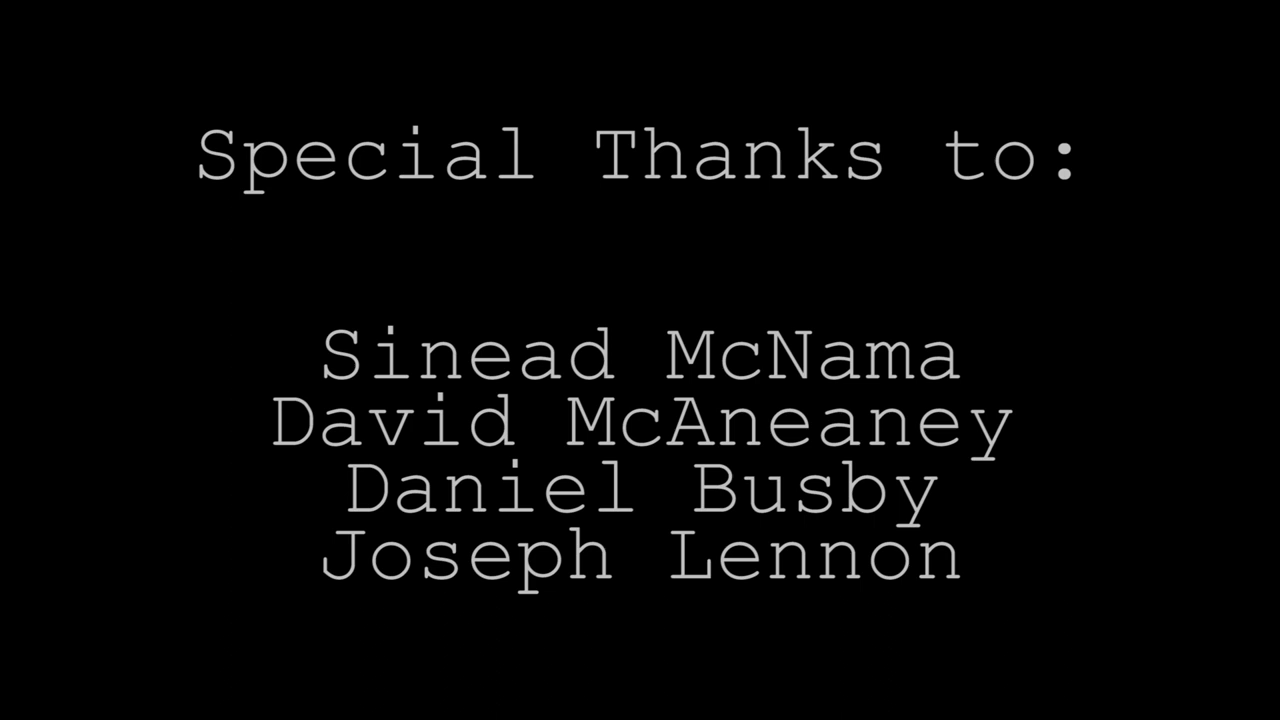 Special Thanks to:
Sinead McNama
David McAneaney
Daniel Busby
Joseph Lennon